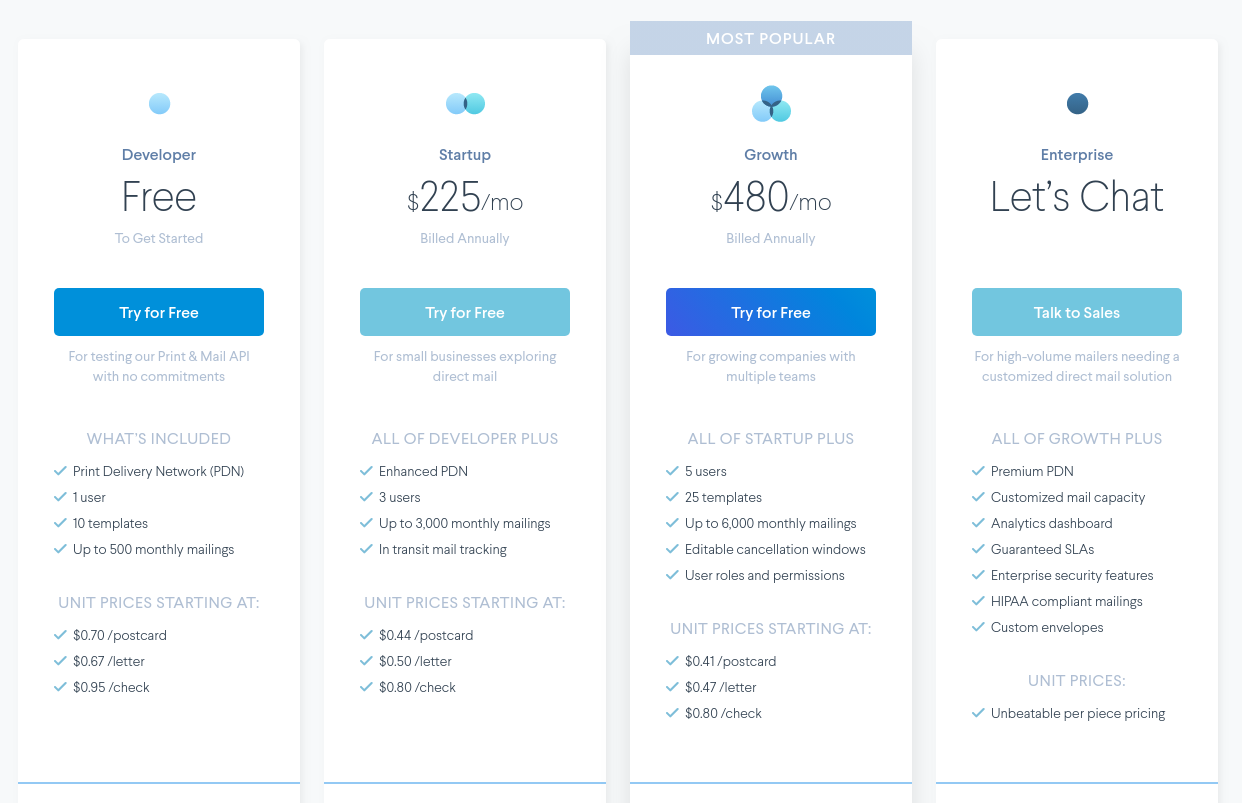 Developer
Free
To Get Started
Try for Free
For testing our Print & Mail API
with no commitments
WHAT'S INCLUDED
Print Delivery Network (PDN)
1 user
10 templates
Up to 500 monthly mailings
UNIT PRICES STARTING AT:
$0.70 /postcard
$0.67 /letter
$0.95 /check
Startup
$225/mo
Billed Annually
Try for Free
For small businesses exploring
direct mail
ALL OF DEVELOPER PLUS
Enhanced PDN
3 users
Up to 3,000 monthly mailings
In transit mail tracking
UNIT PRICES STARTING AT:
$0.44 /postcard
$0.50 /letter
$0.80 /check
MOST POPULAR
Growth
$480/mo
Billed Annually
Try for Free
For growing companies with
multiple teams
ALL OF STARTUP PLUS
5 users
25 templates
Up to 6,000 monthly mailings
Editable cancellation windows
User roles and permissions
UNIT PRICES STARTING AT:
$0.41 /postcard
$0.47 /letter
$0.80 /check
Enterprise
Let’s Chat
Talk to Sales
For high-volume mailers needing a
customized direct mail solution
ALL OF GROWTH PLUS
Premium PDN
Customized mail capacity
Analytics dashboard
Guaranteed SLAs
Enterprise security features
HIPAA compliant mailings
Custom envelopes
UNIT PRICES:
Unbeatable per piece pricing